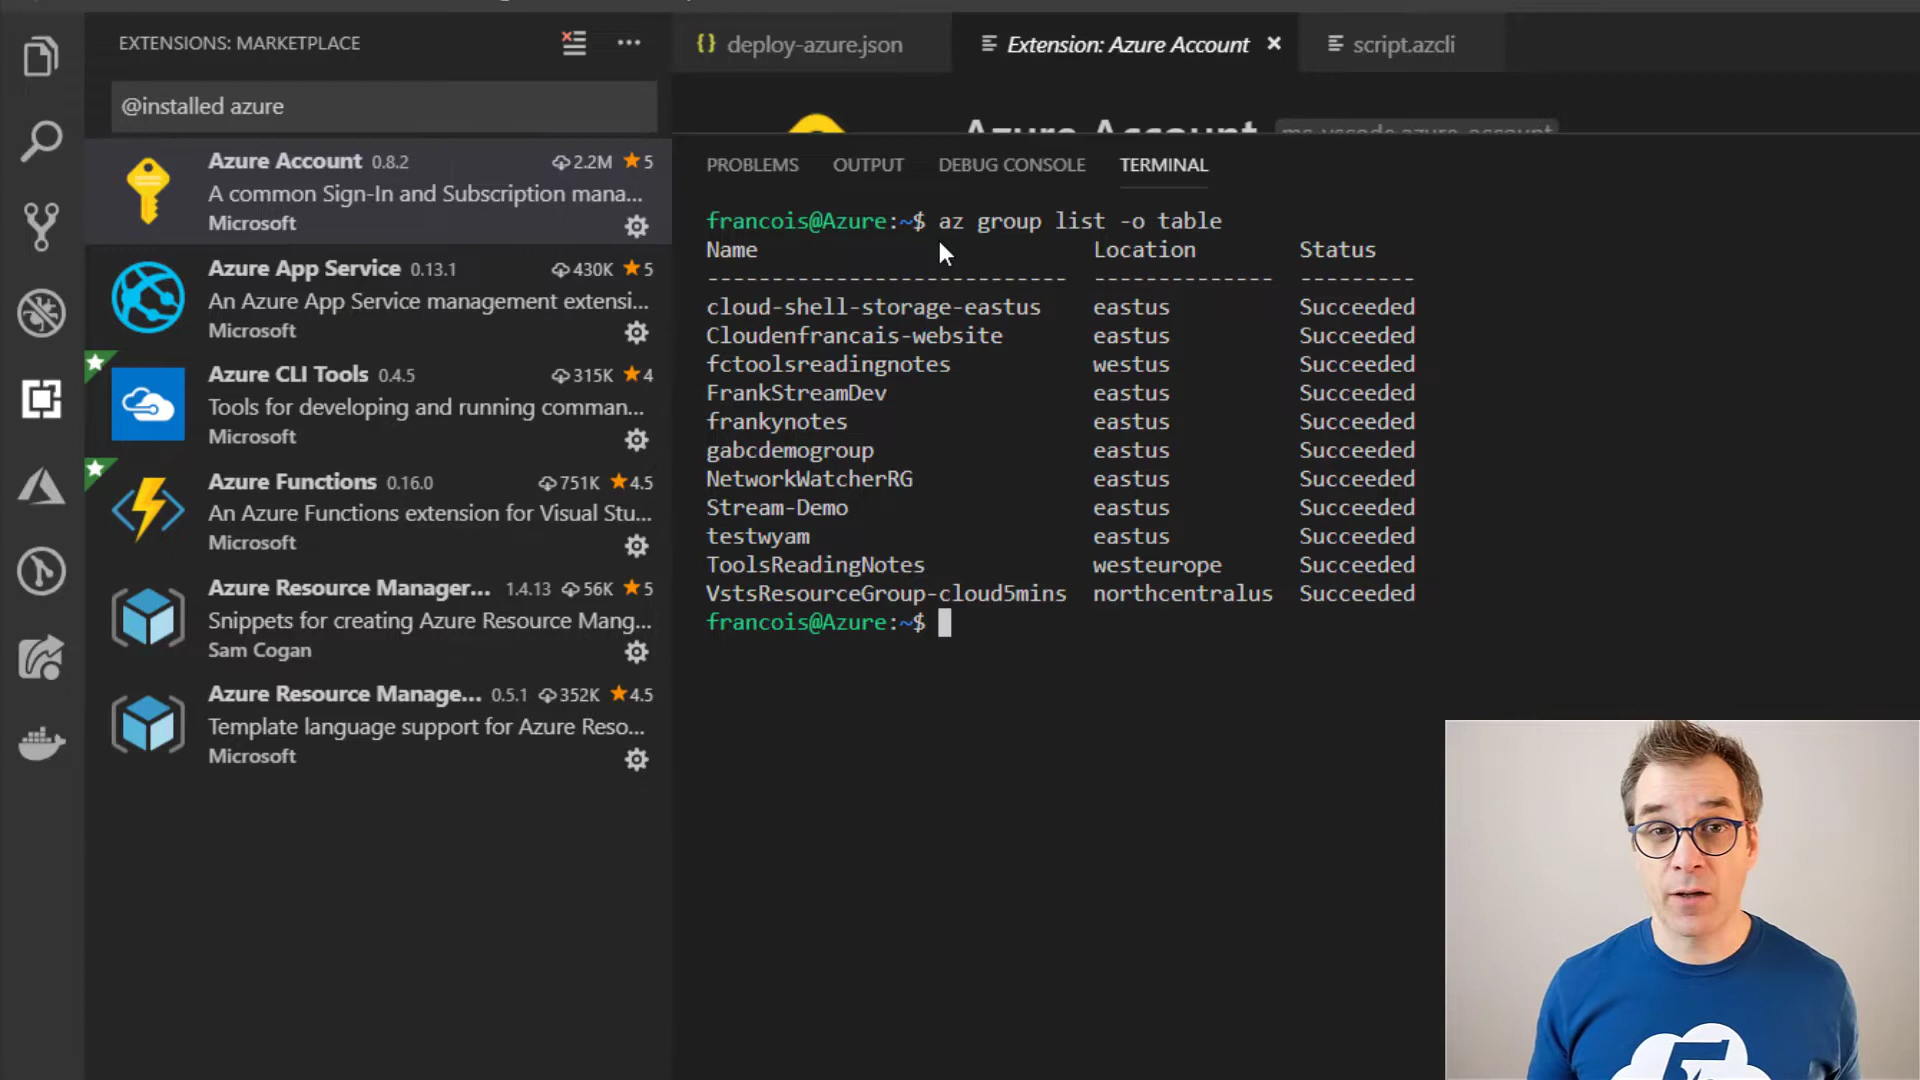 EXTENSIONS: MARKETPLACE
@installed azure
Azure Account 0.8.2 2.2M 5
A common Sign-In and Subscription mana...
Microsoft
Azure App Service 0.13.1 430K 5
An Azure App Service management extensi...
Microsoft
Azure CLI Tools 0.4.5 315K 4
Tools for developing and running comman...
Microsoft
Azure Functions 0.16.0 751K 4.5
An Azure Functions extension for Visual Stu...
Microsoft
Azure Resource Manager... 1.4.13 56K 5
Snippets for creating Azure Resource Mang...
Sam Cogan
Azure Resource Manage... 0.5.1 352K 4.5
Template language support for Azure Reso...
Microsoft
{} deploy-azure.json
Extension: Azure Account
script.azcli
Azure Account ms-vscode.azure-account
PROBLEMS OUTPUT DEBUG CONSOLE TERMINAL
francois@Azure:~$ az group list -o table
Name Location Status
---------------------------- -------------- ---------
cloud-shell-storage-eastus eastus Succeeded
Cloudenfrancais-website eastus Succeeded
fctoolsreadingnotes westus Succeeded
FrankStreamDev eastus Succeeded
frankynotes eastus Succeeded
gabcdemogroup eastus Succeeded
NetworkWatcherRG eastus Succeeded
Stream-Demo eastus Succeeded
testwyam eastus Succeeded
ToolsReadingNotes westeurope Succeeded
VstsResourceGroup-cloud5mins northcentralus Succeeded
francois@Azure:~$
5